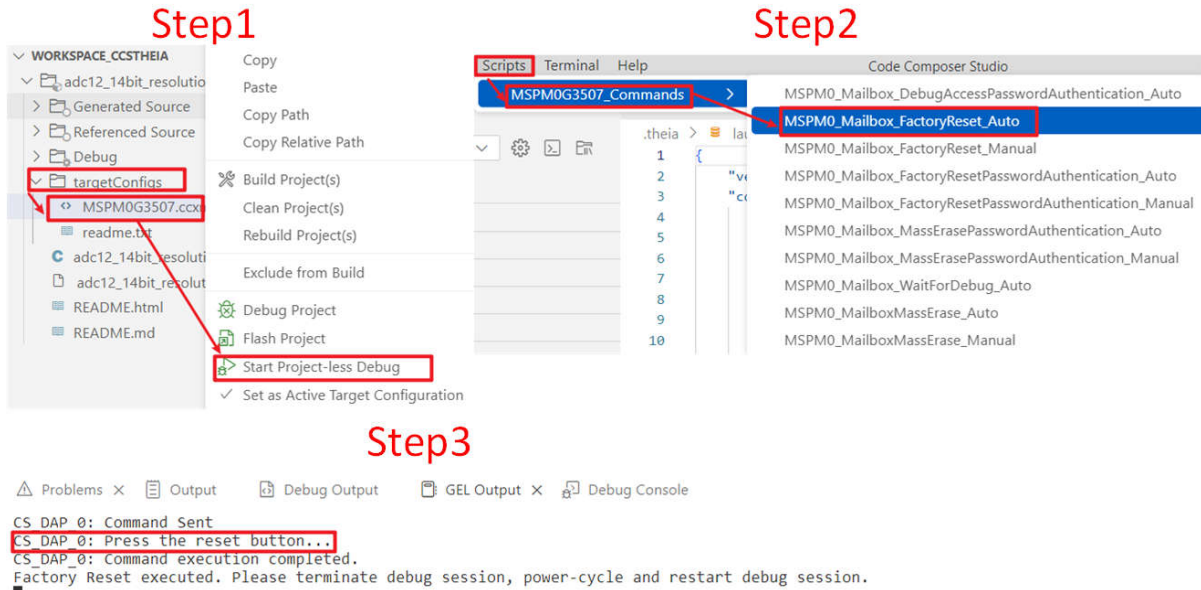 Step1
WORKSPACE_CCSTHEIA
adc12_14bit_resolutio
Generated Source
Referenced Source
Debug
targetConfigs
MSPM0G3507.ccxm
readme.txt
adc12_14bit_resoluti
adc12_14bit_resolut
README.html
README.md
Copy
Paste
Copy Path
Copy Relative Path
Build Project(s)
Clean Project(s)
Rebuild Project(s)
Exclude from Build
Debug Project
Flash Project
Start Project-less Debug
Set as Active Target Configuration
Step2
Scripts Terminal Help Code Composer Studio
MSPM0G3507_Commands
MSPM0_Mailbox_DebugAccessPasswordAuthentication_Auto
MSPM0_Mailbox_FactoryReset_Auto
MSPM0_Mailbox_FactoryReset_Manual
MSPM0_Mailbox_FactoryResetPasswordAuthentication_Auto
MSPM0_Mailbox_FactoryResetPasswordAuthentication_Manual
MSPM0_Mailbox_MassErasePasswordAuthentication_Auto
MSPM0_Mailbox_MassErasePasswordAuthentication_Manual
MSPM0_Mailbox_WaitForDebug_Auto
MSPM0_MailboxMassErase_Auto
MSPM0_MailboxMassErase_Manual
.theia > lau
1 {
2 "ve
3 "co
4
5
6
7
8
9
10
Step3
Problems Output Debug Output GEL Output Debug Console
CS_DAP_0: Command Sent
CS_DAP_0: Press the reset button...
CS_DAP_0: Command execution completed.
Factory Reset executed. Please terminate debug session, power-cycle and restart debug session.